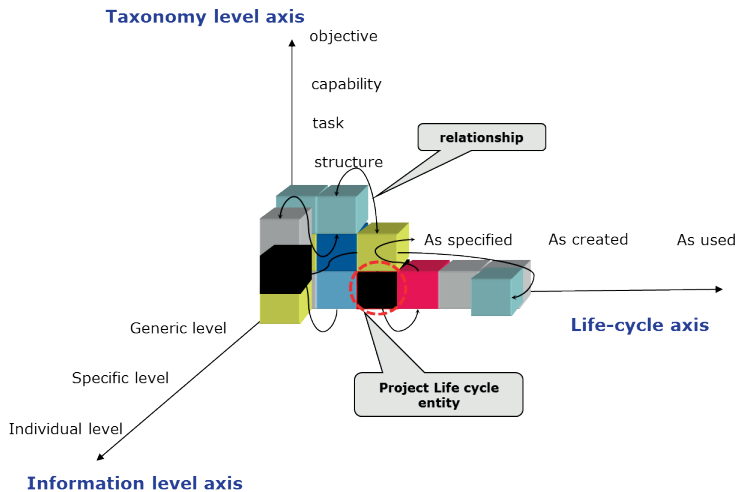 Taxonomy level axis
objective
capability
task
relationship
structure
As specified
As created
As used
Generic level
Life-cycle axis
Specific level
Project Life cycle
entity
Individual level
Information level axis